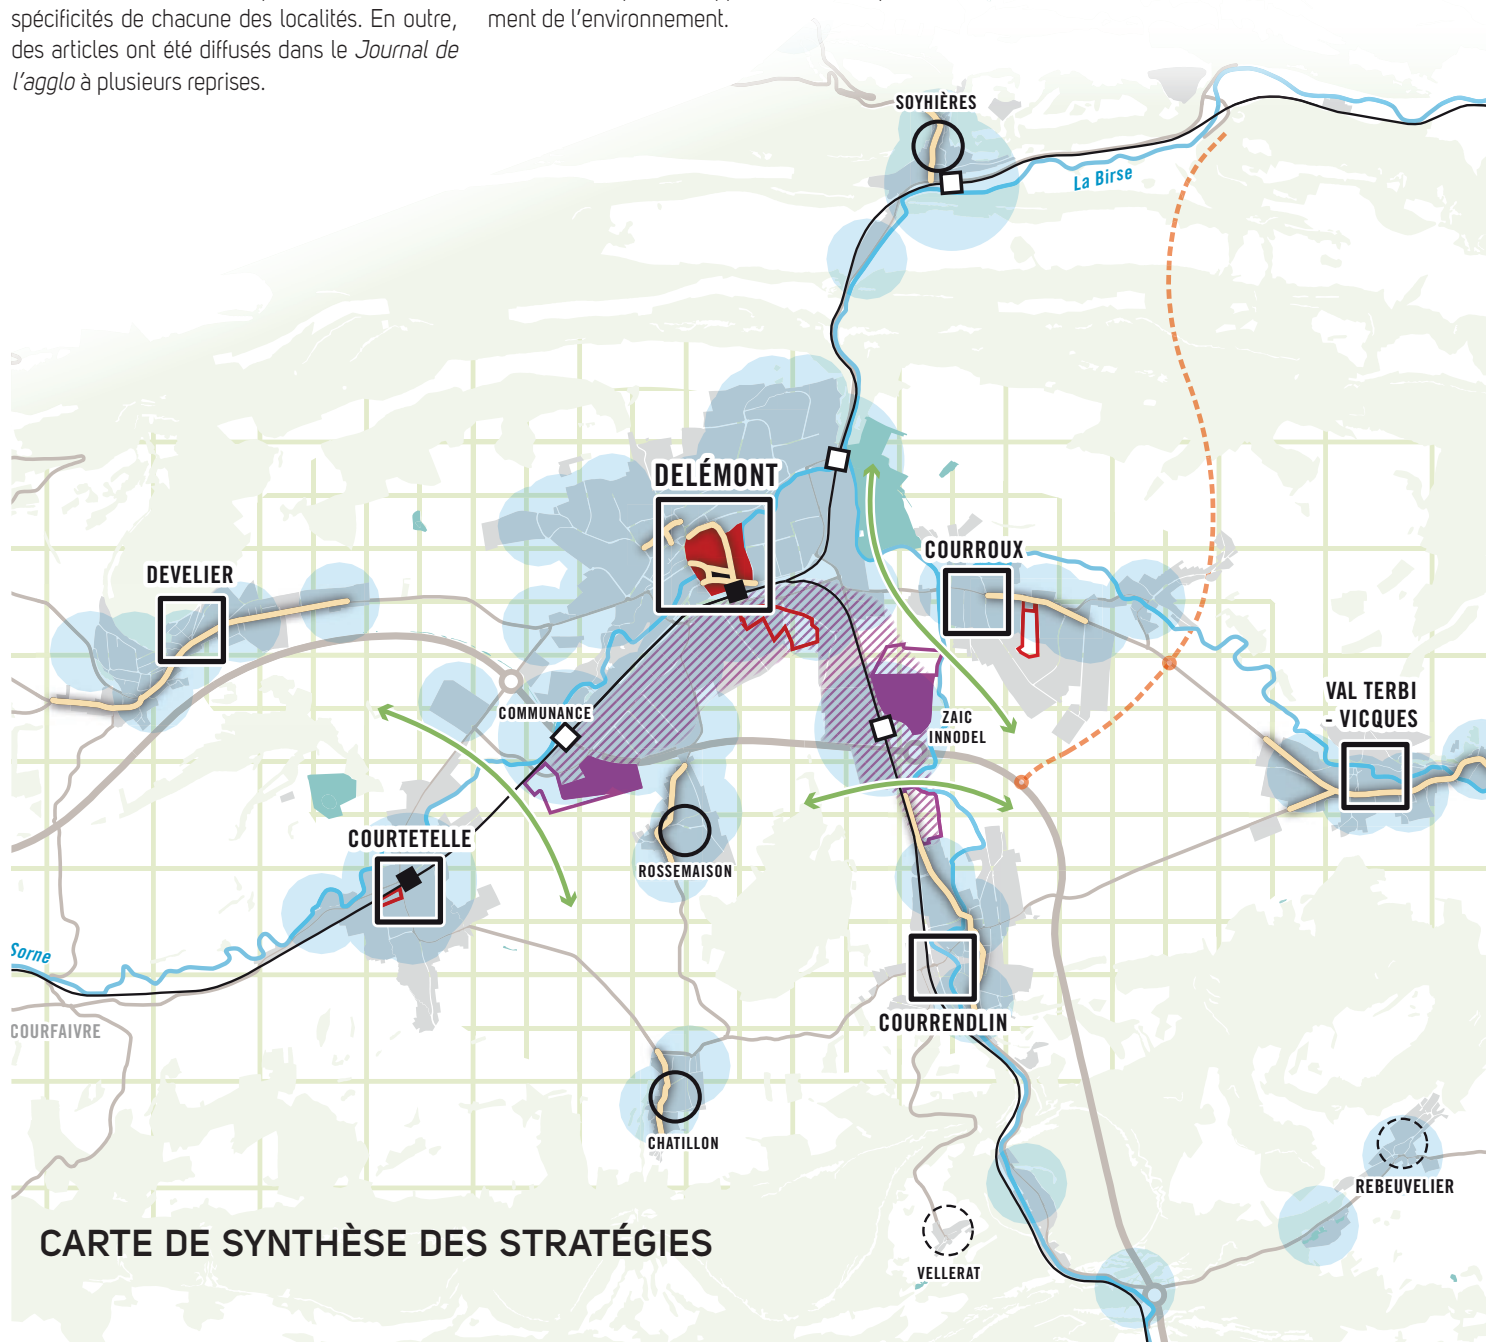 spécificités de chacune des localités. En outre,
des articles ont été diffusés dans le Journal de
l'agglo à plusieurs reprises.
ment de l'environnement.
SOYHIÈRES
La Birse
DELÉMONT
COURROUX
DEVELIER
VAL TERBI
- VICQUES
COMMUNANCE
ZAIC
INNODEL
COURTETELLE
ROSSEMAISON
Sorne
COURFAIVRE
COURRENDLIN
CHATILLON
REBEUVELIER
VELLERAT
CARTE DE SYNTHÈSE DES STRATÉGIES